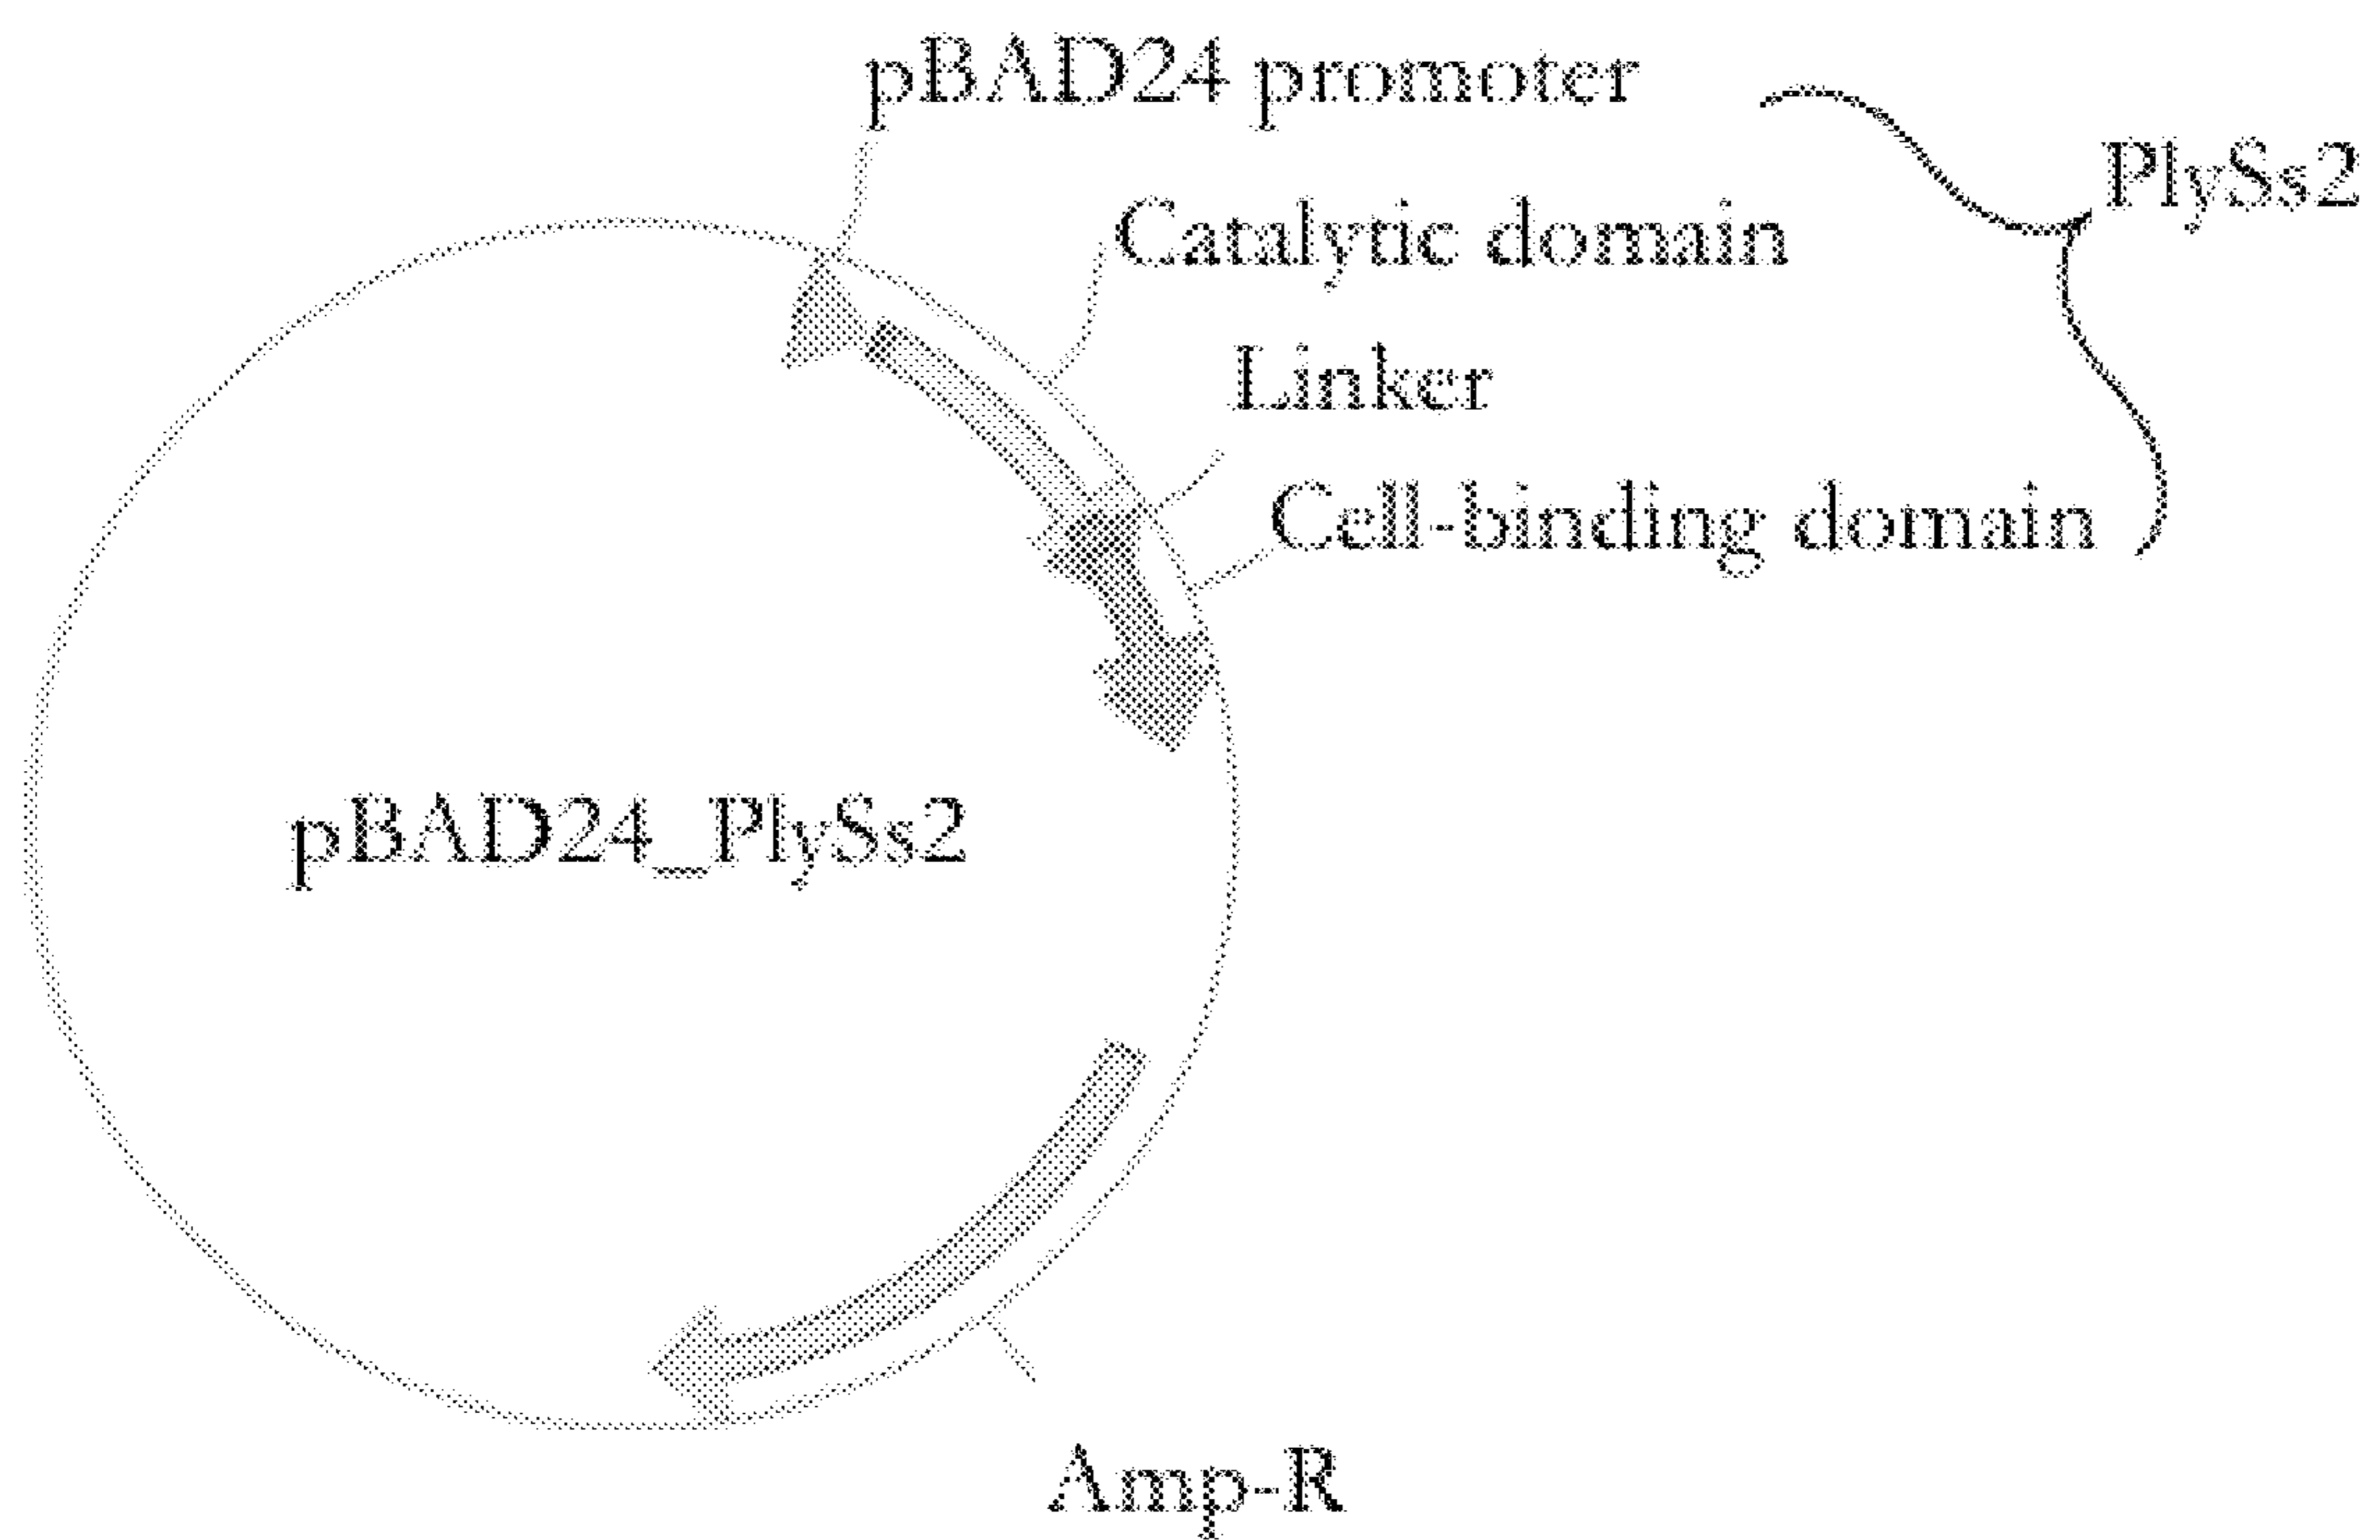 pBAD24 promoter
PlySs2
Catalytic domain
Linker
Cell-binding domain
pBAD24_PlySs2
Amp-R